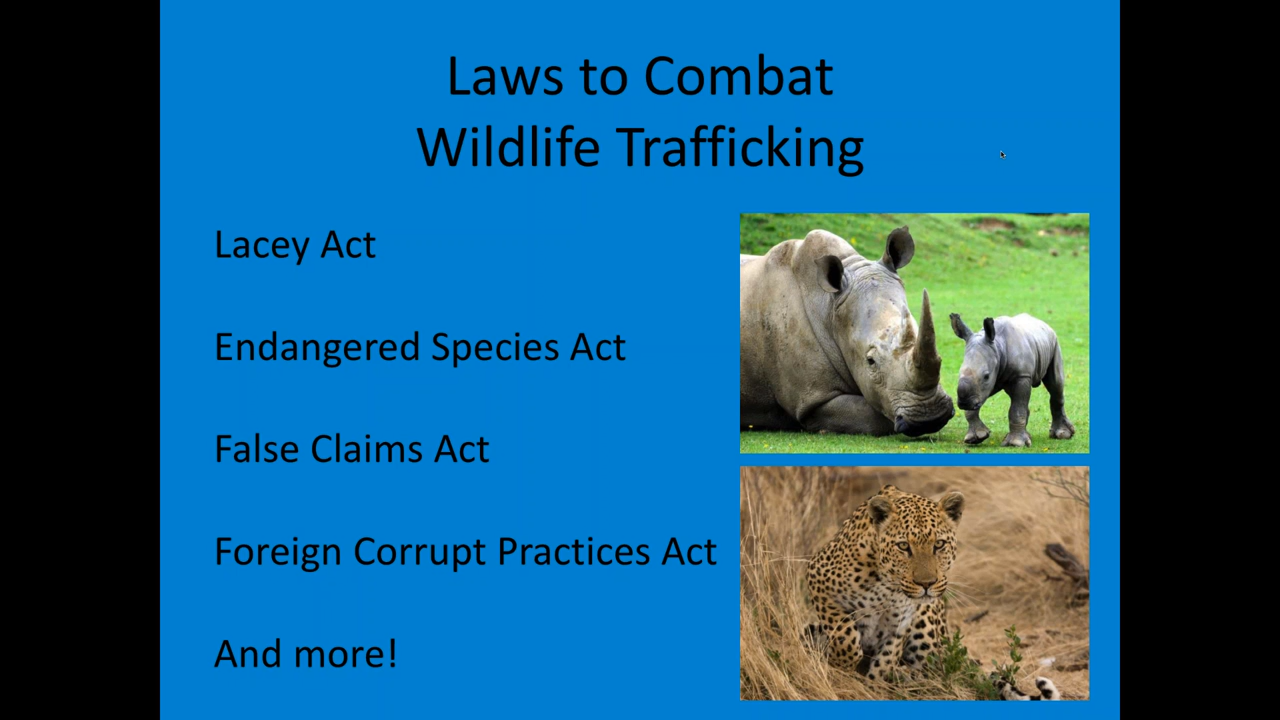 Laws to Combat
Wildlife Trafficking
Lacey Act
Endangered Species Act
False Claims Act
Foreign Corrupt Practices Act
And more!